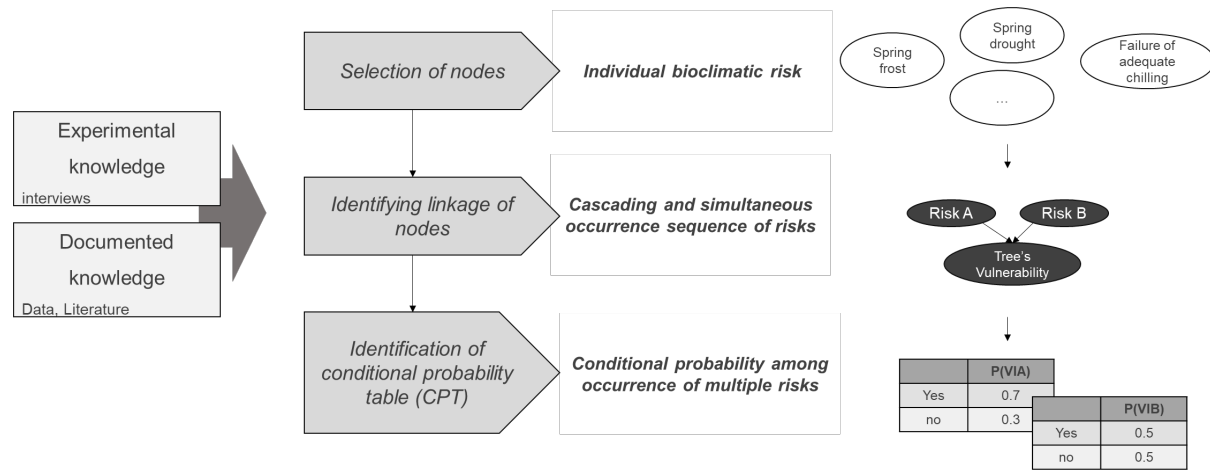 Experimental
knowledge
interviews
Documented
knowledge
Data, Literature
Selection of nodes
Individual bioclimatic risk
Spring
frost
Spring
drought
Failure of
adequate
chilling
...
Identifying linkage of
nodes
Cascading and simultaneous
occurrence sequence of risks
Risk A
Risk B
Tree's
Vulnerability
Identification of
conditional probability
table (CPT)
Conditional probability among
occurrence of multiple risks
P(VIA)
Yes 0.7
no 0.3
P(VIB)
Yes 0.5
no 0.5